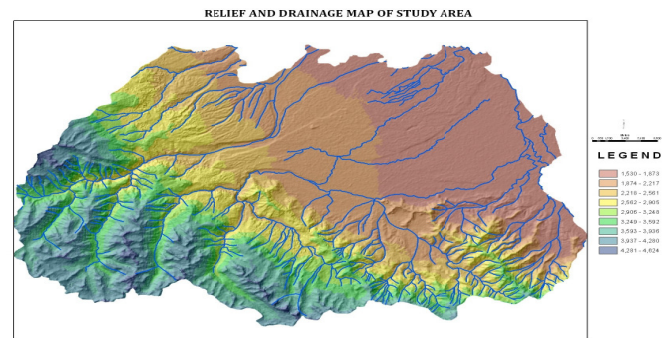 RELIEF AND DRAINAGE MAP OF STUDY AREA
LEGEND
1,530 - 1,873
1,874 - 2,217
2,218 - 2,561
2,562 - 2,905
2,906 - 3,248
3,249 - 3,592
3,593 - 3,936
3,937 - 4,280
4,281 - 4,624